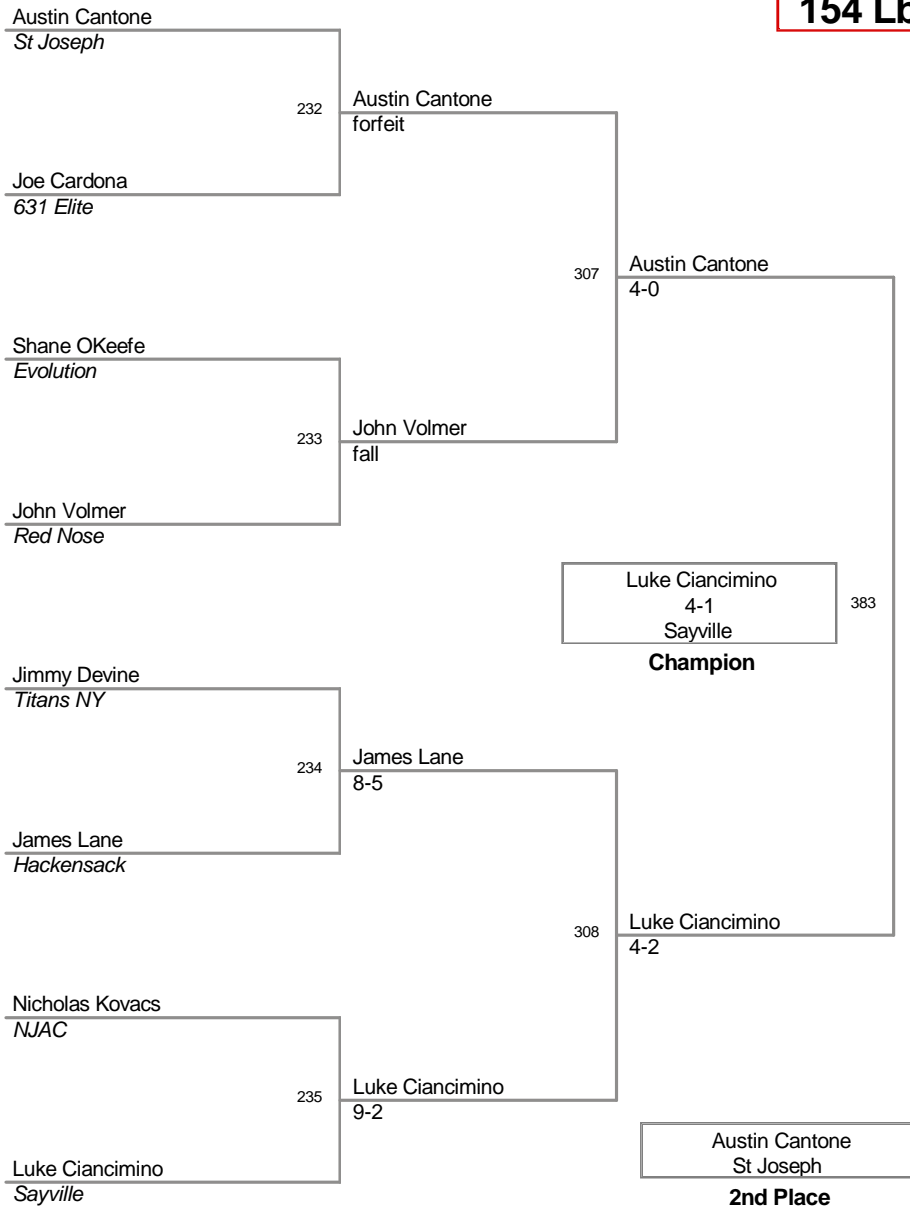 154 Lb
Austin Cantone
St Joseph
232
Austin Cantone
forfeit
Joe Cardona
631 Elite
307
Austin Cantone
4-0
Shane OKeefe
Evolution
233
John Volmer
fall
John Volmer
Red Nose
Luke Ciancimino
4-1
Sayville
383
Champion
Jimmy Devine
Titans NY
234
James Lane
8-5
James Lane
Hackensack
308
Luke Ciancimino
4-2
Nicholas Kovacs
NJAC
235
Luke Ciancimino
9-2
Luke Ciancimino
Sayville
Austin Cantone
St Joseph
2nd Place